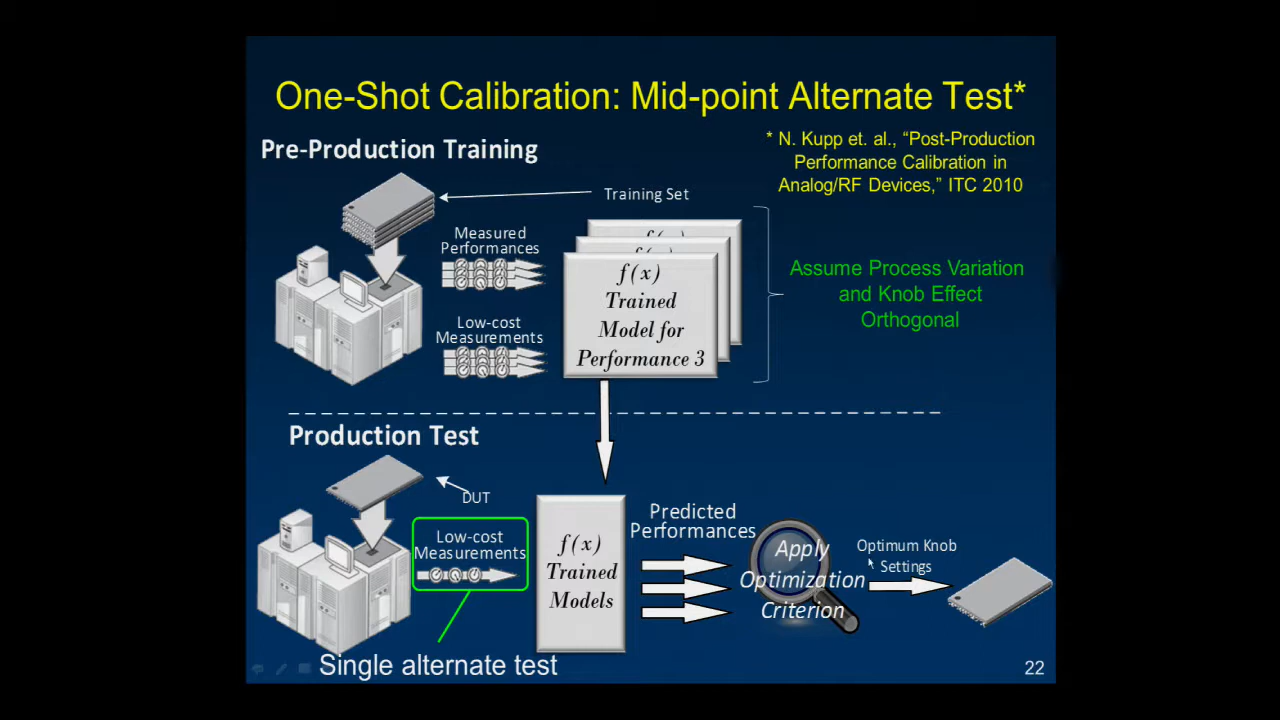 One-Shot Calibration: Mid-point Alternate Test*
* N. Kupp et. al., “Post-Production
Performance Calibration in
Analog/RF Devices,” ITC 2010
Pre-Production Training
Training Set
Measured
Performances
Low-cost
Measurements
f(x)
f(x)
f(x)
Trained
Model for
Performance 3
Assume Process Variation
and Knob Effect
Orthogonal
Production Test
DUT
Low-cost
Measurements
Single alternate test
f(x)
Trained
Models
Predicted
Performances
Apply
Optimization
Criterion
Optimum Knob
Settings
22